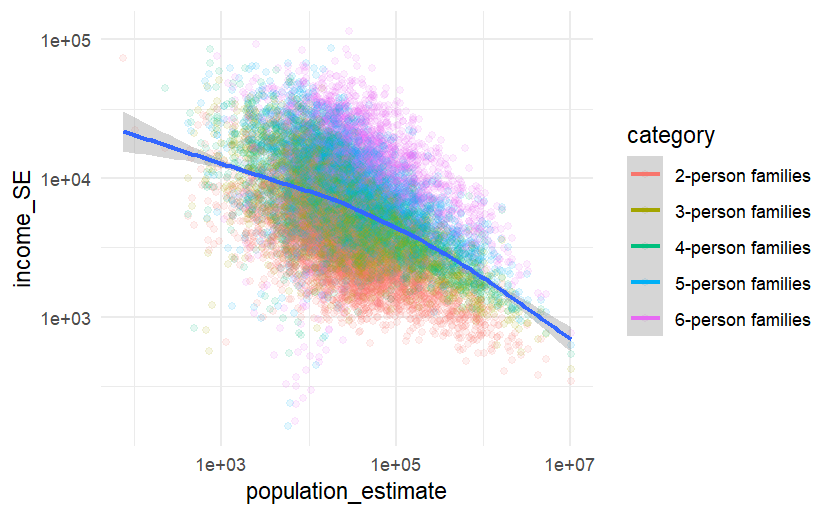 1e+05
1e+04
1e+03
income_SE
1e+03
1e+05
1e+07
population_estimate
category
2-person families
3-person families
4-person families
5-person families
6-person families